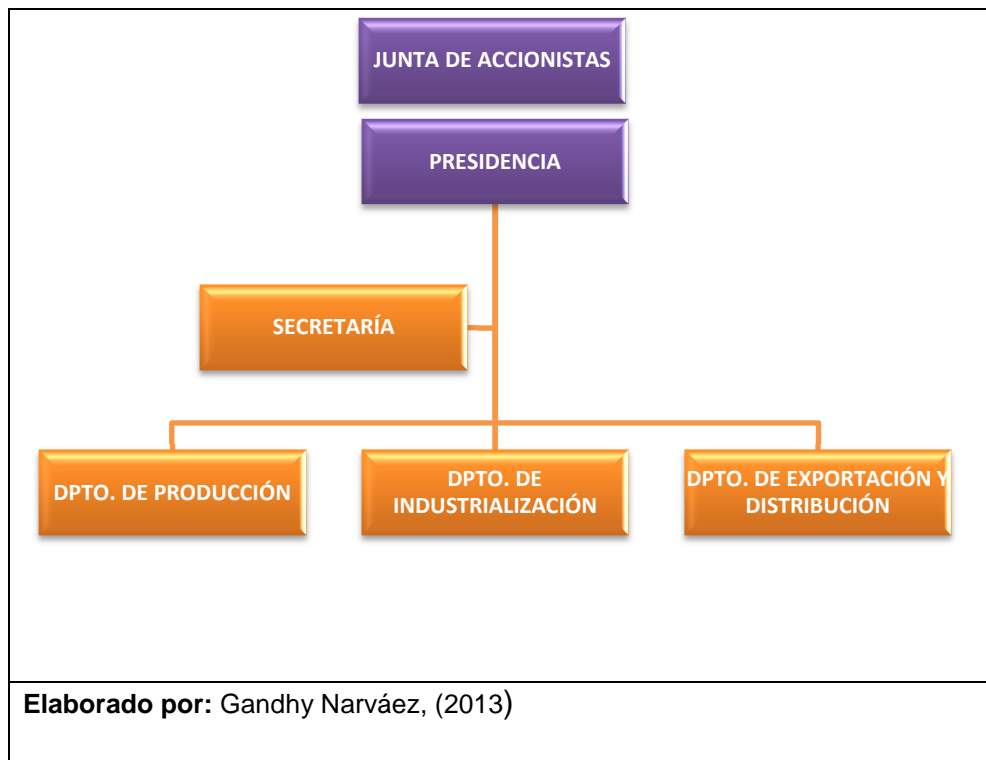 JUNTA DE ACCIONISTAS
PRESIDENCIA
SECRETARÍA
DPTO. DE PRODUCCIÓN
DPTO. DE
INDUSTRIALIZACIÓN
DPTO. DE EXPORTACIÓN Y
DISTRIBUCIÓN
Elaborado por: Gandhy Narváez, (2013)